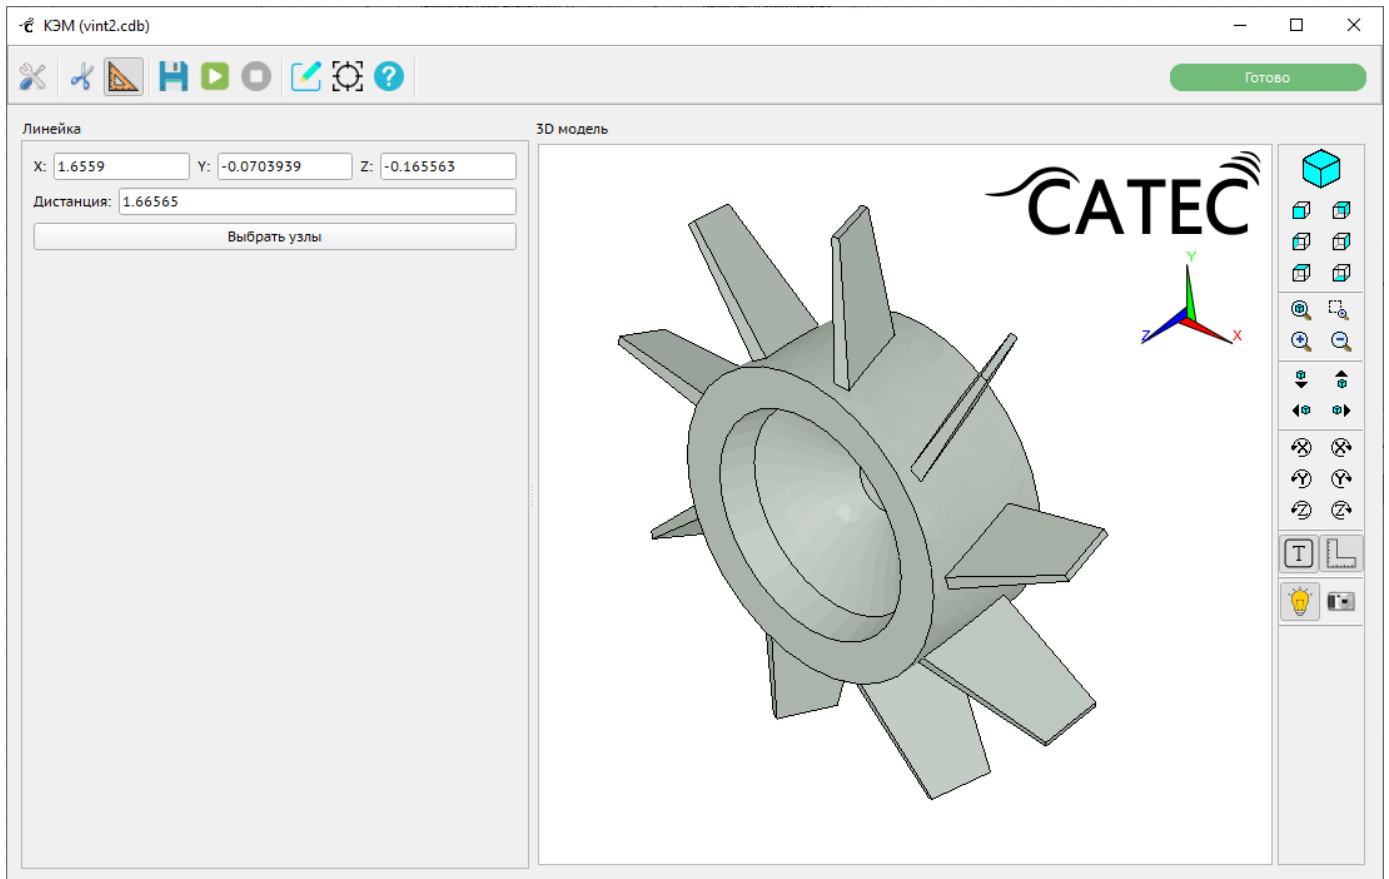 КЭМ (vint2.cdb)
Готово
Линейка
X: 1.6559 Y: -0.0703939 Z: -0.165563
Дистанция: 1.66565
Выбрать узлы
3D модель
CATEC
Y
Z
X
X X
Y Y
Z Z
T